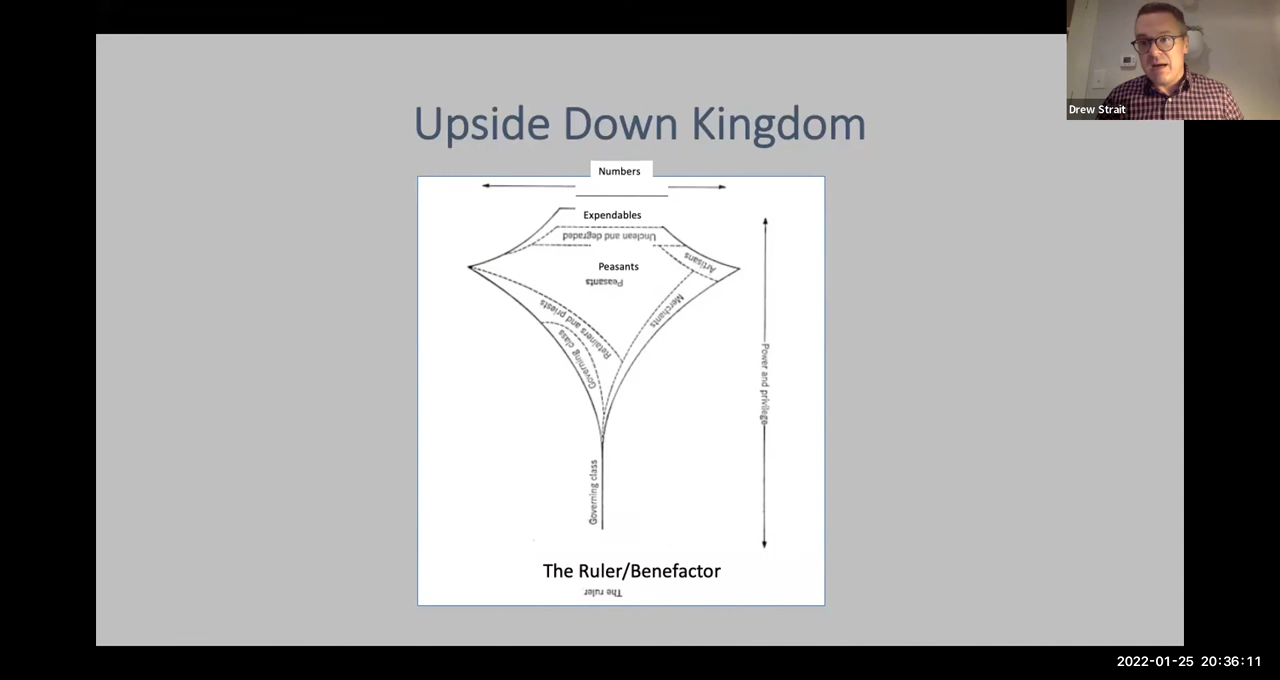 Drew Strait
Upside Down Kingdom
Numbers
Expendables
Unclean and degraded
Artisans
Peasants
Peasants
Merchants
Retainers and priests
Governing class
Power and privilege
Governing class
The Ruler/Benefactor
The ruler
2022-01-25 20:36:11